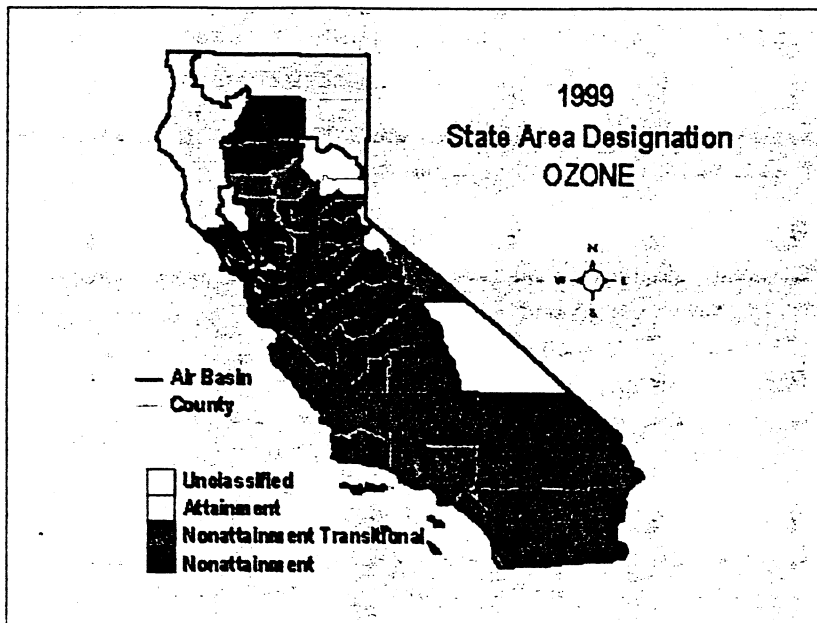 1999
State Area Designation
OZONE
N
W E
S
Air Basin
County
Unclassified
Attainment
Nonattainment Transitional
Nonattainment